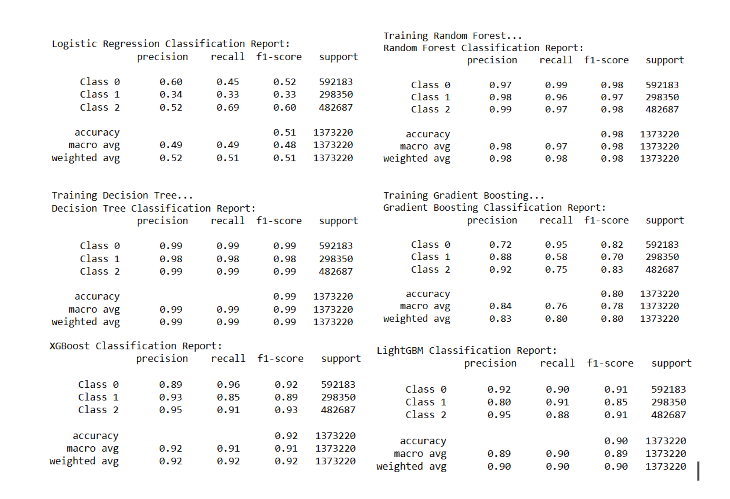 Logistic Regression Classification Report:
precision recall f1-score support
Class 0 0.60 0.45 0.52 592183
Class 1 0.34 0.33 0.33 298350
Class 2 0.52 0.69 0.60 482687
accuracy 0.51 1373220
macro avg 0.49 0.49 0.48 1373220
weighted avg 0.52 0.51 0.51 1373220
Training Random Forest...
Random Forest Classification Report:
precision recall f1-score support
Class 0 0.97 0.99 0.98 592183
Class 1 0.98 0.96 0.97 298350
Class 2 0.99 0.97 0.98 482687
accuracy 0.98 1373220
macro avg 0.98 0.97 0.98 1373220
weighted avg 0.98 0.98 0.98 1373220
Training Decision Tree...
Decision Tree Classification Report:
precision recall f1-score support
Class 0 0.99 0.99 0.99 592183
Class 1 0.98 0.98 0.98 298350
Class 2 0.99 0.99 0.99 482687
accuracy 0.99 1373220
macro avg 0.99 0.99 0.99 1373220
weighted avg 0.99 0.99 0.99 1373220
Training Gradient Boosting...
Gradient Boosting Classification Report:
precision recall f1-score support
Class 0 0.72 0.95 0.82 592183
Class 1 0.88 0.58 0.70 298350
Class 2 0.92 0.75 0.83 482687
accuracy 0.80 1373220
macro avg 0.84 0.76 0.78 1373220
weighted avg 0.83 0.80 0.80 1373220
XGBoost Classification Report:
precision recall f1-score support
Class 0 0.89 0.96 0.92 592183
Class 1 0.93 0.85 0.89 298350
Class 2 0.95 0.91 0.93 482687
accuracy 0.92 1373220
macro avg 0.92 0.91 0.91 1373220
weighted avg 0.92 0.92 0.92 1373220
LightGBM Classification Report:
precision recall f1-score support
Class 0 0.92 0.90 0.91 592183
Class 1 0.80 0.91 0.85 298350
Class 2 0.95 0.88 0.91 482687
accuracy 0.90 1373220
macro avg 0.89 0.90 0.89 1373220
weighted avg 0.90 0.90 0.90 1373220